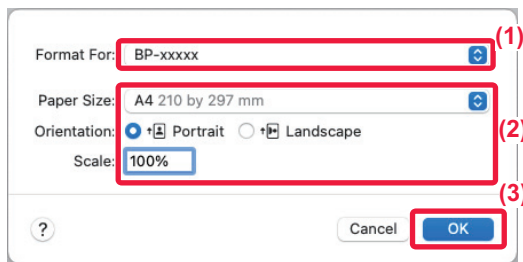 (1)
Format For: BP-xxxxx
Paper Size: A4 210 by 297 mm
(2)
Orientation: Portrait Landscape
Scale: 100%
(3)
? Cancel OK